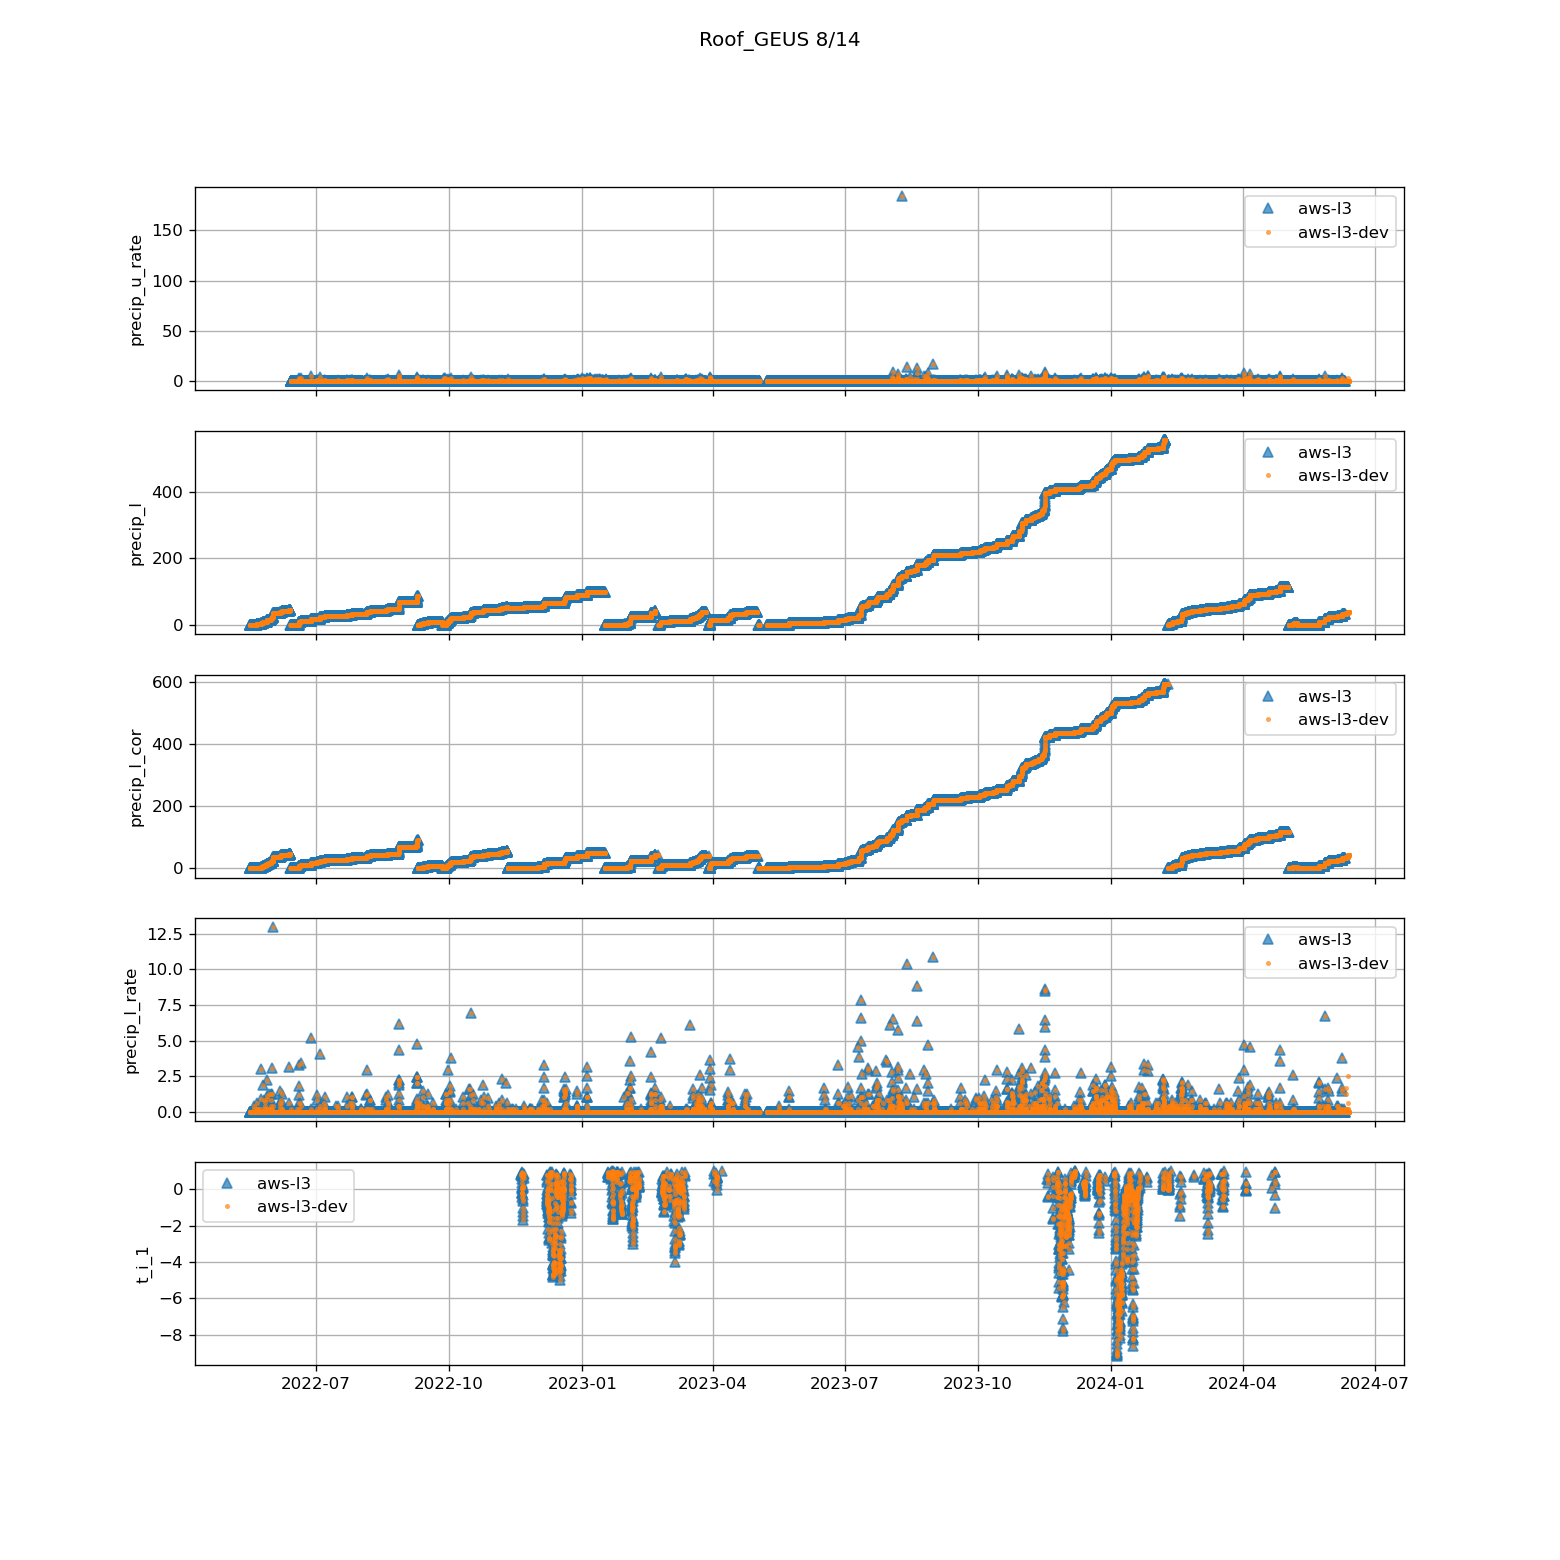 Roof_GEUS 8/14
precip_u_rate
150
100
50
0
aws-l3
aws-l3-dev
precip_l
400
200
0
aws-l3
aws-l3-dev
precip_l_cor
600
400
200
0
aws-l3
aws-l3-dev
precip_l_rate
12.5
10.0
7.5
5.0
2.5
0.0
aws-l3
aws-l3-dev
t_i_1
0
−2
−4
−6
−8
aws-l3
aws-l3-dev
2022-07 2022-10 2023-01 2023-04 2023-07 2023-10 2024-01 2024-04 2024-07